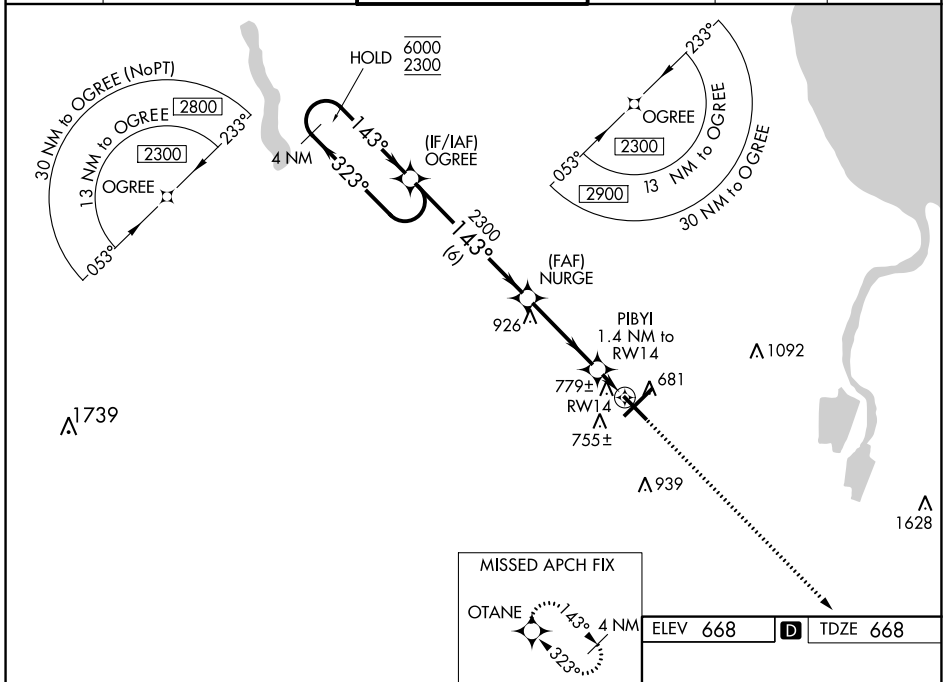 30 NM to OGREE (NoPT)
2800
13 NM to OGREE
2300
233°
OGREE
053°
HOLD
6000
2300
143°
4 NM
323°
(IF/IAF)
OGREE
2300
143°
(6)
(FAF)
NURGE
926
PIBYI
1.4 NM to
RW14
779±
RW14
681
755±
1092
939
1739
1628
233°
OGREE
2300
053°
13 NM to OGREE
2900
30 NM to OGREE
MISSED APCH FIX
OTANE
143°
4 NM
323°
ELEV 668
D
TDZE 668